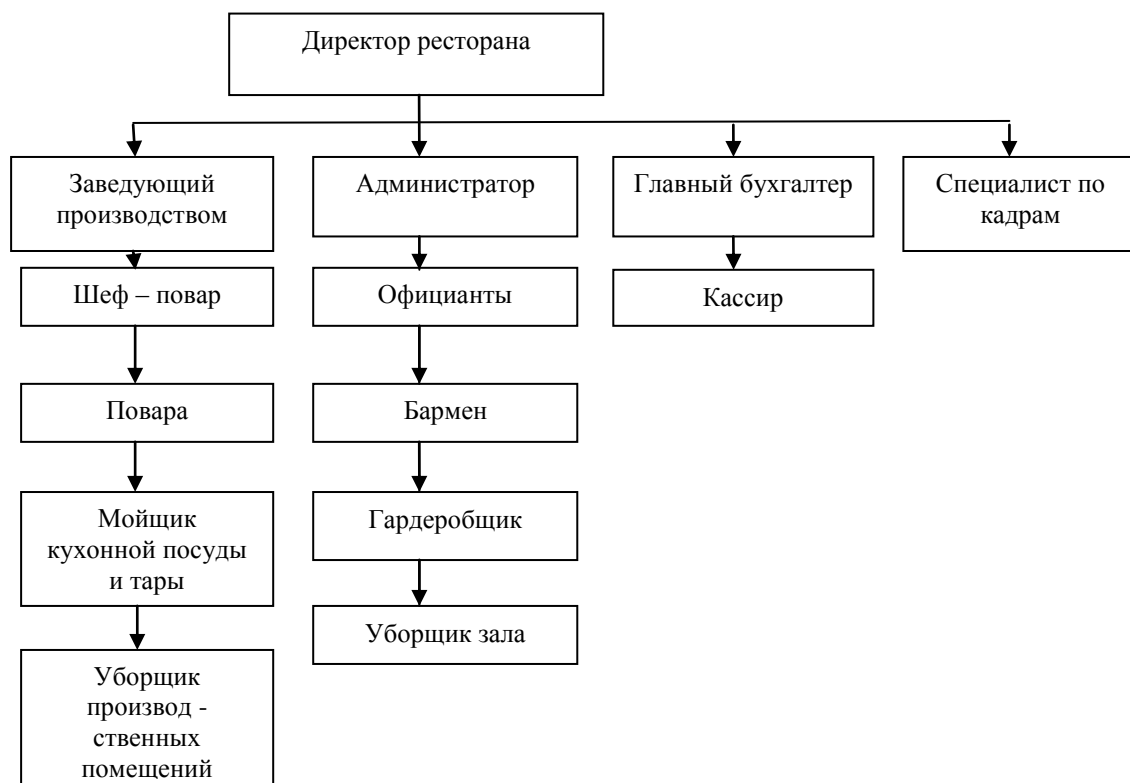 Директор ресторана
Заведующий
производством
Администратор
Главный бухгалтер
Специалист по
кадрам
Шеф – повар
Официанты
Кассир
Повара
Бармен
Мойщик
кухонной посуды
и тары
Гардеробщик
Уборщик зала
Уборщик
производ -
ственных
помещений